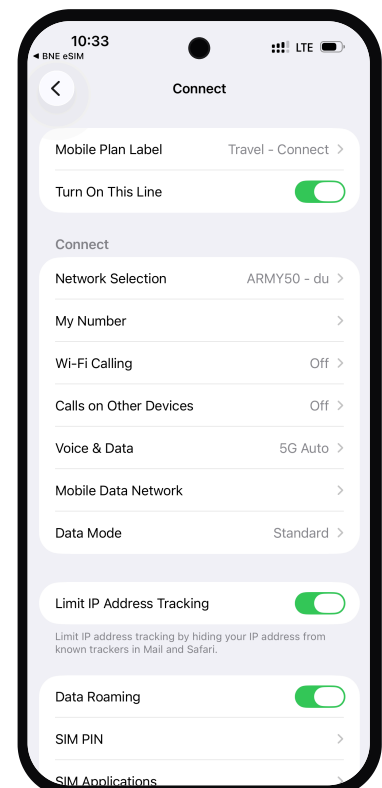 10:33
LTE
◀ BNE eSIM
Connect
Mobile Plan Label Travel - Connect
Turn On This Line
Connect
Network Selection ARMY50 - du
My Number
Wi-Fi Calling Off
Calls on Other Devices Off
Voice & Data 5G Auto
Mobile Data Network
Data Mode Standard
Limit IP Address Tracking
Limit IP address tracking by hiding your IP address from
known trackers in Mail and Safari.
Data Roaming
SIM PIN
SIM Applications